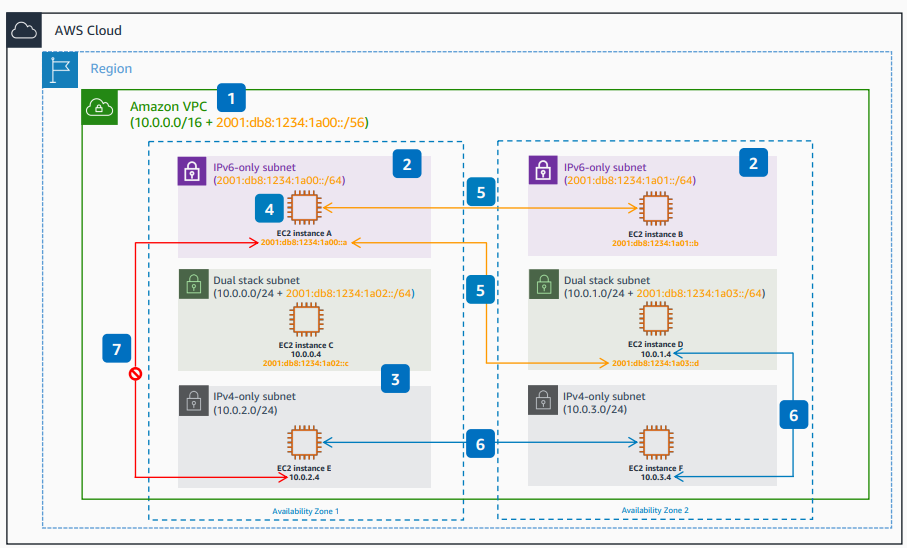 AWS Cloud
Region
1
Amazon VPC
(10.0.0.0/16 + 2001:db8:1234:1a00::/56)
IPv6-only subnet
(2001:db8:1234:1a00::/64)
2
4
EC2 instance A
2001:db8:1234:1a00::a
5
IPv6-only subnet
(2001:db8:1234:1a01::/64)
2
EC2 instance B
2001:db8:1234:1a01::b
Dual stack subnet
(10.0.0.0/24 + 2001:db8:1234:1a02::/64)
EC2 instance C
10.0.0.4
2001:db8:1234:1a02::c
5
Dual stack subnet
(10.0.1.0/24 + 2001:db8:1234:1a03::/64)
EC2 instance D
10.0.1.4
2001:db8:1234:1a03::d
7
3
IPv4-only subnet
(10.0.2.0/24)
EC2 instance E
10.0.2.4
6
IPv4-only subnet
(10.0.3.0/24)
EC2 instance F
10.0.3.4
6
Availability Zone 1
Availability Zone 2